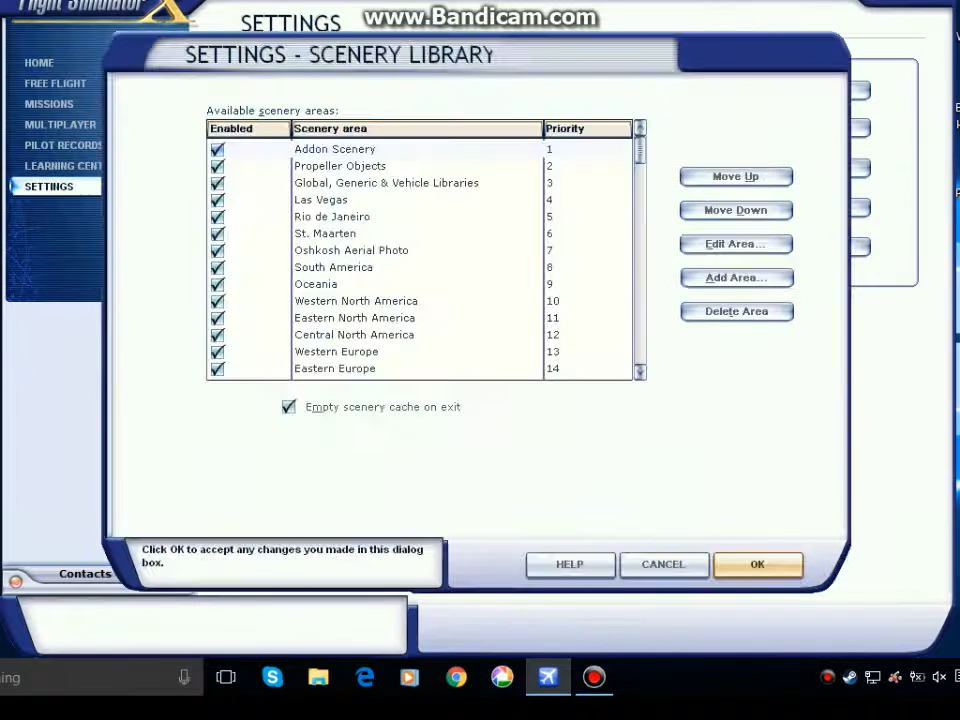 Flight Simulator X
www.Bandicam.com
SETTINGS
SETTINGS - SCENERY LIBRARY
HOME
FREE FLIGHT
MISSIONS
MULTIPLAYER
PILOT RECORDS
LEARNING CENT
SETTINGS
Available scenery areas:
Enabled Scenery area Priority
Addon Scenery 1
Propeller Objects 2
Global, Generic & Vehicle Libraries 3
Las Vegas 4
Rio de Janeiro 5
St. Maarten 6
Oshkosh Aerial Photo 7
South America 8
Oceania 9
Western North America 10
Eastern North America 11
Central North America 12
Western Europe 13
Eastern Europe 14
Move Up
Move Down
Edit Area...
Add Area...
Delete Area
Empty scenery cache on exit
Click OK to accept any changes you made in this dialog
box.
HELP CANCEL OK
Contacts
ing